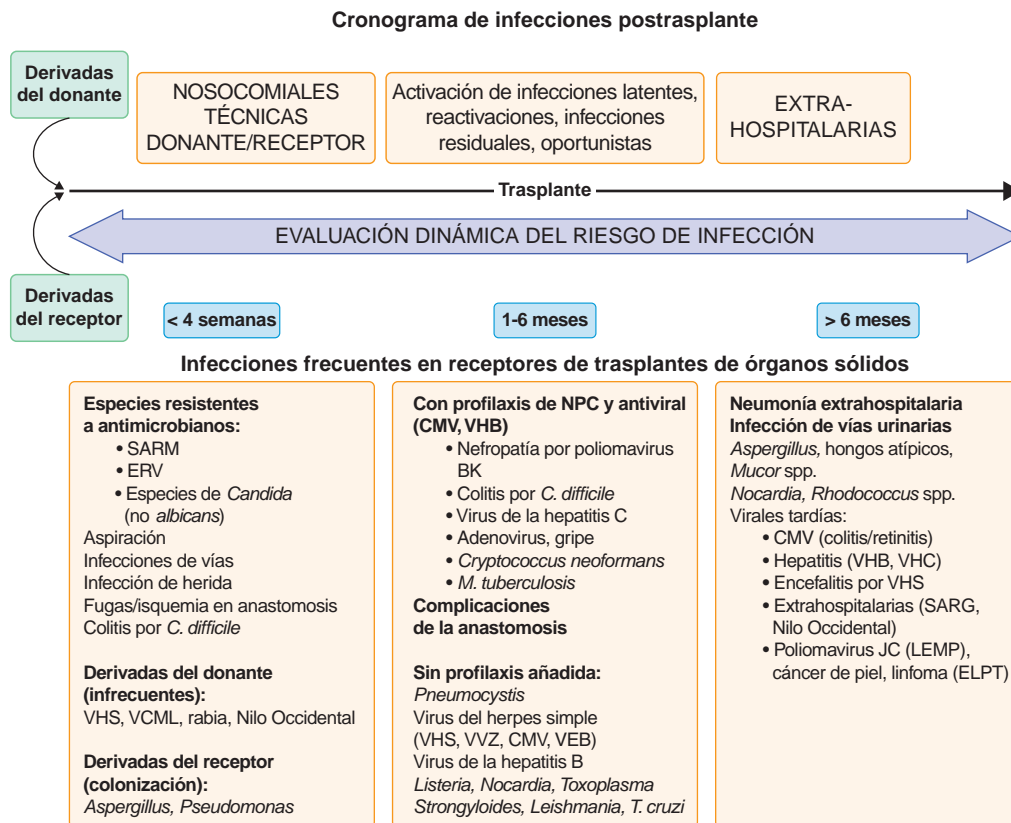 Cronograma de infecciones postrasplante
Derivadas
del donante
NOSOCOMIALES
TÉCNICAS
DONANTE/RECEPTOR
Activación de infecciones latentes,
reactivaciones, infecciones
residuales, oportunistas
EXTRA-
HOSPITALARIAS
Trasplante
EVALUACIÓN DINÁMICA DEL RIESGO DE INFECCIÓN
Derivadas
del receptor
< 4 semanas
1-6 meses
> 6 meses
Infecciones frecuentes en receptores de trasplantes de órganos sólidos
Especies resistentes
a antimicrobianos:
• SARM
• ERV
• Especies de Candida
(no albicans)
Aspiración
Infecciones de vías
Infección de herida
Fugas/isquemia en anastomosis
Colitis por C. difficile
Derivadas del donante
(infrecuentes):
VHS, VCML, rabia, Nilo Occidental
Derivadas del receptor
(colonización):
Aspergillus, Pseudomonas
Con profilaxis de NPC y antiviral
(CMV, VHB)
• Nefropatía por poliomavirus
BK
• Colitis por C. difficile
• Virus de la hepatitis C
• Adenovirus, gripe
• Cryptococcus neoformans
• M. tuberculosis
Complicaciones
de la anastomosis
Sin profilaxis añadida:
Pneumocystis
Virus del herpes simple
(VHS, VVZ, CMV, VEB)
Virus de la hepatitis B
Listeria, Nocardia, Toxoplasma
Strongyloides, Leishmania, T. cruzi
Neumonía extrahospitalaria
Infección de vías urinarias
Aspergillus, hongos atípicos,
Mucor spp.
Nocardia, Rhodococcus spp.
Virales tardías:
• CMV (colitis/retinitis)
• Hepatitis (VHB, VHC)
• Encefalitis por VHS
• Extrahospitalarias (SARG,
Nilo Occidental)
• Poliomavirus JC (LEMP),
cáncer de piel, linfoma (ELPT)